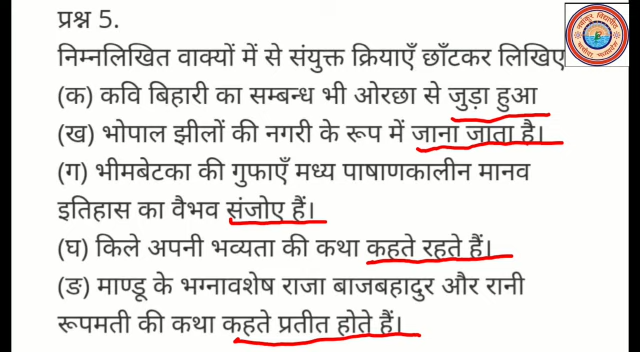 प्रश्न 5.
निम्नलिखित वाक्यों में से संयुक्त क्रियाएँ छाँटकर लिखिए
(क) कवि बिहारी का सम्बन्ध भी ओरछा से जुड़ा हुआ
(ख) भोपाल झीलों की नगरी के रूप में जाना जाता है।
(ग) भीमबेटका की गुफाएँ मध्य पाषाणकालीन मानव
इतिहास का वैभव संजोए हैं।
(घ) किले अपनी भव्यता की कथा कहते रहते हैं।
(ङ) माण्डू के भग्नावशेष राजा बाजबहादुर और रानी
रूपमती की कथा कहते प्रतीत होते हैं।